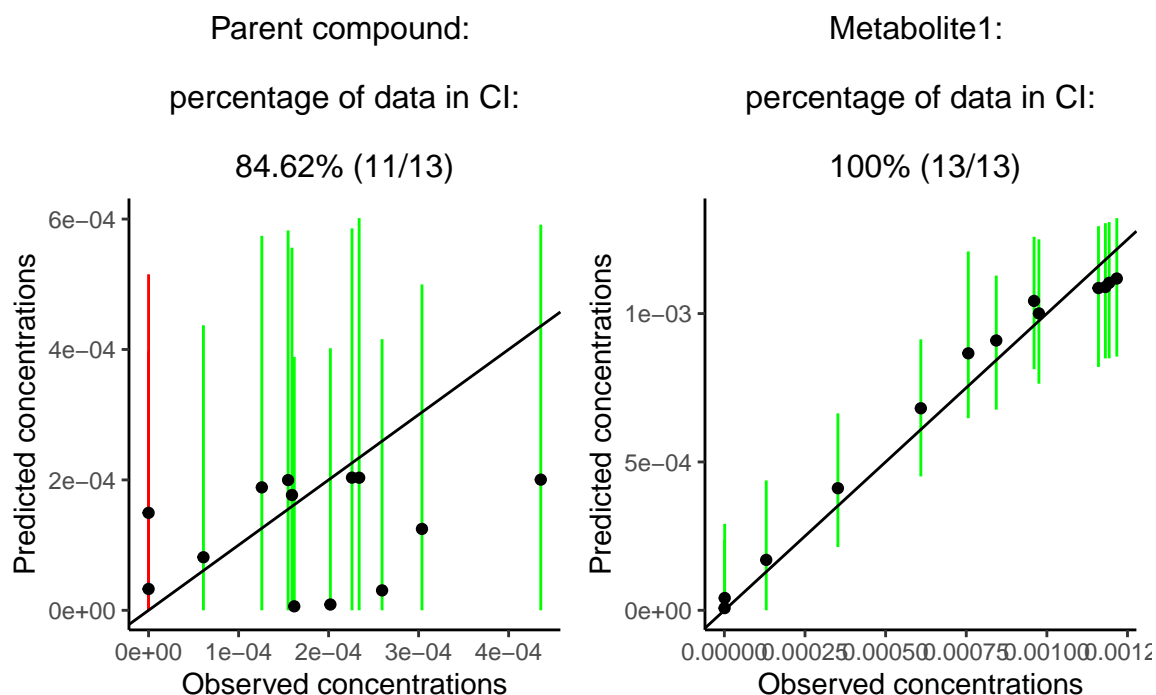 Parent compound:
percentage of data in CI:
84.62% (11/13)
Predicted concentrations
6e−04
4e−04
2e−04
0e+00
0e+00 1e−04 2e−04 3e−04 4e−04
Observed concentrations
Metabolite1:
percentage of data in CI:
100% (13/13)
Predicted concentrations
1e−03
5e−04
0e+00
0.00000 0.00025 0.00050 0.00075 0.00100 0.0012
Observed concentrations